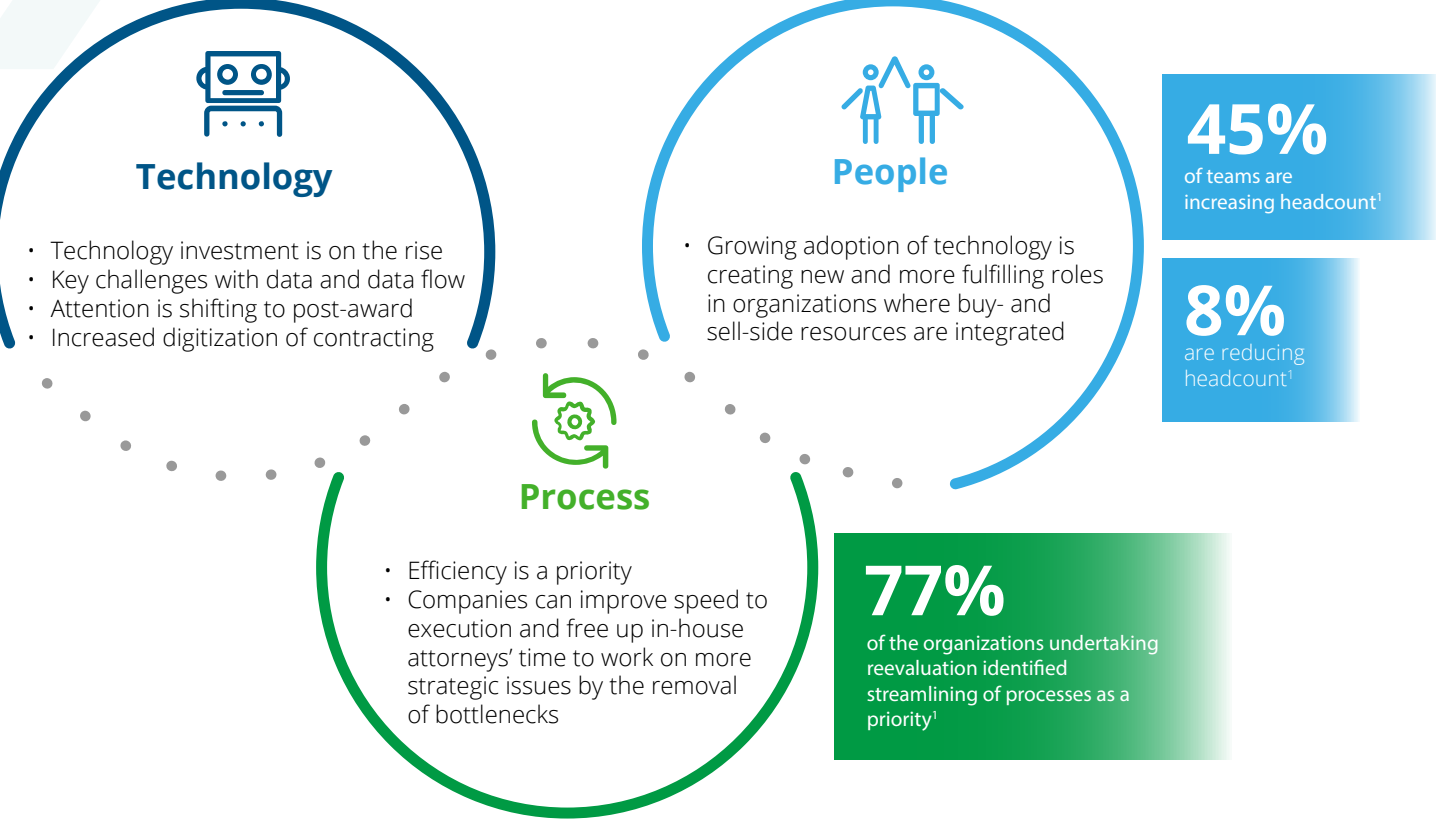 Technology
• Technology investment is on the rise
• Key challenges with data and data flow
• Attention is shifting to post-award
• Increased digitization of contracting
People
• Growing adoption of technology is
creating new and more fulfilling roles
in organizations where buy- and
sell-side resources are integrated
45%
of teams are
increasing headcount¹
8%
are reducing
headcount¹
Process
• Efficiency is a priority
• Companies can improve speed to
execution and free up in-house
attorneys’ time to work on more
strategic issues by the removal
of bottlenecks
77%
of the organizations undertaking
reevaluation identified
streamlining of processes as a
priority¹